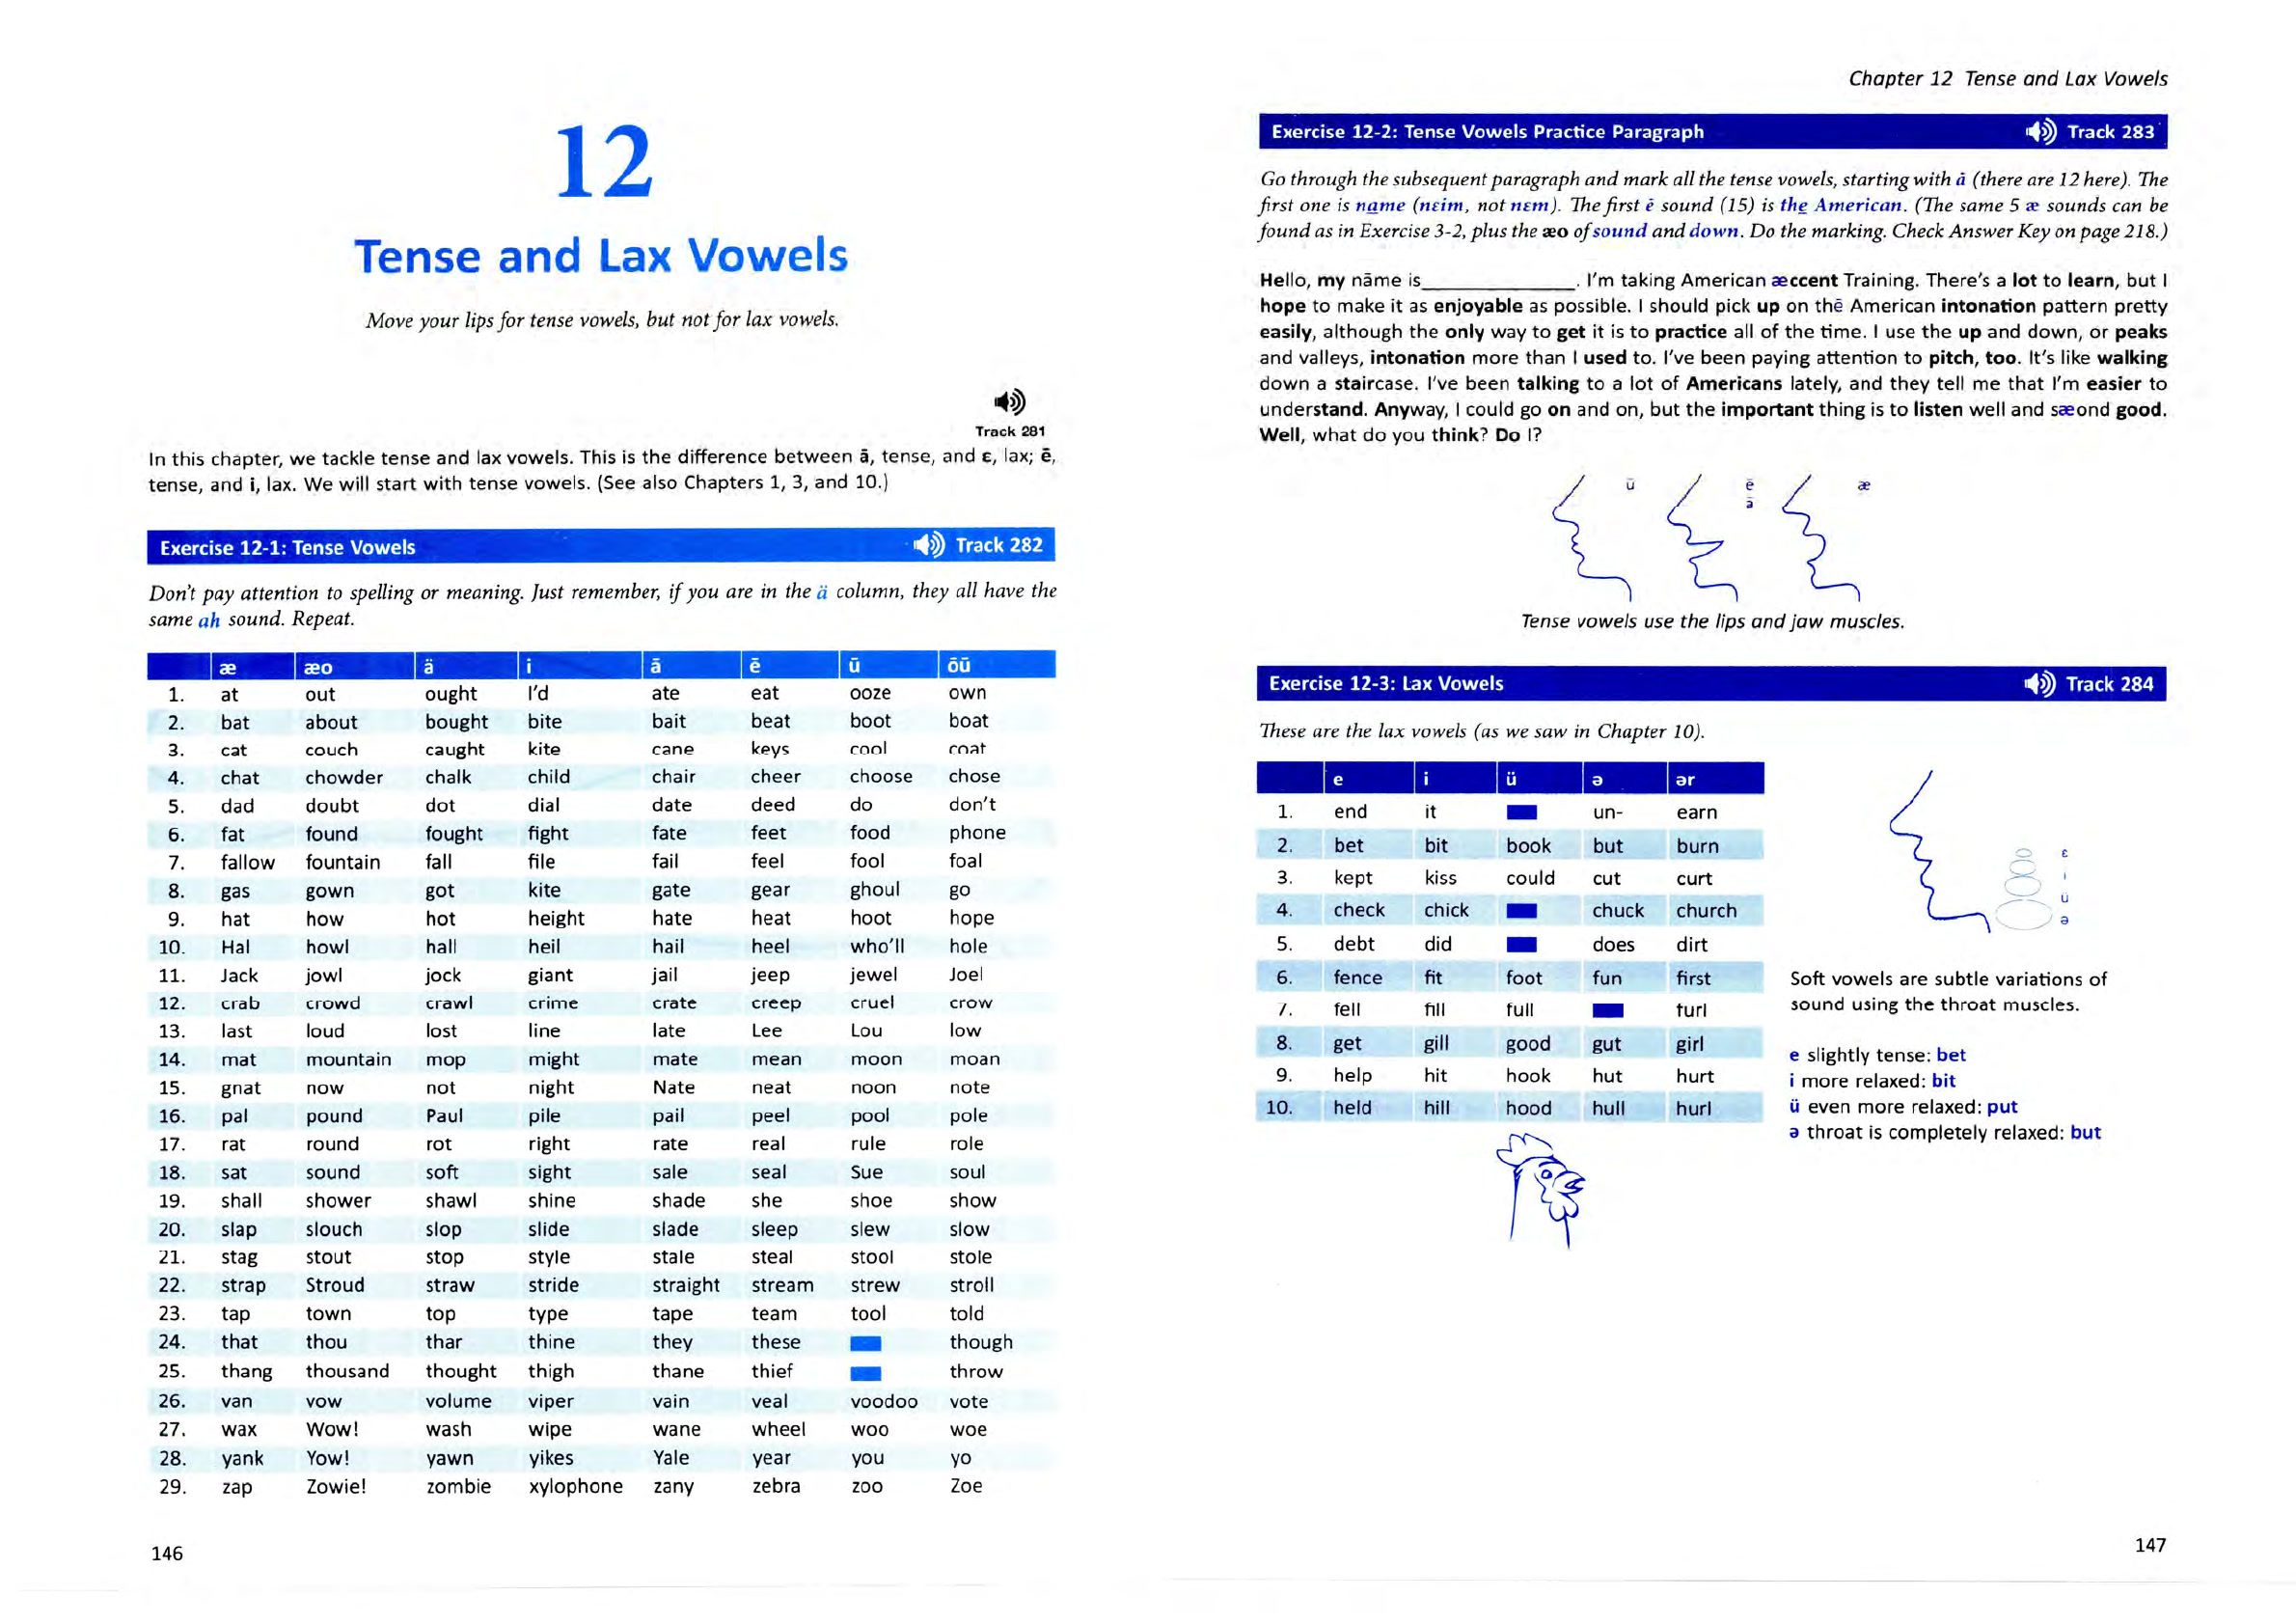 12
Tense and Lax Vowels
Move your lips for tense vowels, but not for lax vowels.
Track 281
In this chapter, we tackle tense and lax vowels. This is the difference between ā, tense, and ε, lax; ē,
tense, and i, lax. We will start with tense vowels. (See also Chapters 1, 3, and 10.)
Exercise 12-1: Tense Vowels Track 282
Don't pay attention to spelling or meaning. Just remember, if you are in the ä column, they all have the
same ah sound. Repeat.
æ æo ä i ā ē ū ōū
1. at out ought I'd ate eat ooze own
2. bat about bought bite bait beat boot boat
3. cat couch caught kite cane keys cool coat
4. chat chowder chalk child chair cheer choose chose
5. dad doubt dot dial date deed do don't
6. fat found fought fight fate feet food phone
7. fallow fountain fall file fail feel fool foal
8. gas gown got kite gate gear ghoul go
9. hat how hot height hate heat hoot hope
10. Hal howl hall heil hail heel who'll hole
11. Jack jowl jock giant jail jeep jewel Joel
12. crab crowd crawl crime crate creep cruel crow
13. last loud lost line late Lee Lou low
14. mat mountain mop might mate mean moon moan
15. gnat now not night Nate neat noon note
16. pal pound Paul pile pail peel pool pole
17. rat round rot right rate real rule role
18. sat sound soft sight sale seal Sue soul
19. shall shower shawl shine shade she shoe show
20. slap slouch slop slide slade sleep slew slow
21. stag stout stop style stale steal stool stole
22. strap Stroud straw stride straight stream strew stroll
23. tap town top type tape team tool told
24. that thou thar thine they these though
25. thang thousand thought thigh thane thief throw
26. van vow volume viper vain veal voodoo vote
27. wax Wow! wash wipe wane wheel woo woe
28. yank Yow! yawn yikes Yale year you yo
29. zap Zowie! zombie xylophone zany zebra zoo Zoe
146
Chapter 12 Tense and Lax Vowels
Exercise 12-2: Tense Vowels Practice Paragraph Track 283
Go through the subsequent paragraph and mark all the tense vowels, starting with ā (there are 12 here). The
first one is name (nεim, not nεm). The first ē sound (15) is the American. (The same 5 æ sounds can be
found as in Exercise 3-2, plus the æo of sound and down. Do the marking. Check Answer Key on page 218.)
Hello, my nāme is______________. I'm taking American æccent Training. There's a lot to learn, but I
hope to make it as enjoyable as possible. I should pick up on thē American intonation pattern pretty
easily, although the only way to get it is to practice all of the time. I use the up and down, or peaks
and valleys, intonation more than I used to. I've been paying attention to pitch, too. It's like walking
down a staircase. I've been talking to a lot of Americans lately, and they tell me that I'm easier to
understand. Anyway, I could go on and on, but the important thing is to listen well and sæond good.
Well, what do you think? Do I?
ū ē æ
ā
Tense vowels use the lips and jaw muscles.
Exercise 12-3: Lax Vowels Track 284
These are the lax vowels (as we saw in Chapter 10).
e i ü ə ər
1. end it un- earn
2. bet bit book but burn
3. kept kiss could cut curt
4. check chick chuck church
5. debt did does dirt
6. fence fit foot fun first
7. fell fill full furl
8. get gill good gut girl
9. help hit hook hut hurt
10. held hill hood hull hurl
ε
i
ü
ə
Soft vowels are subtle variations of
sound using the throat muscles.
e slightly tense: bet
i more relaxed: bit
ü even more relaxed: put
ə throat is completely relaxed: but
147